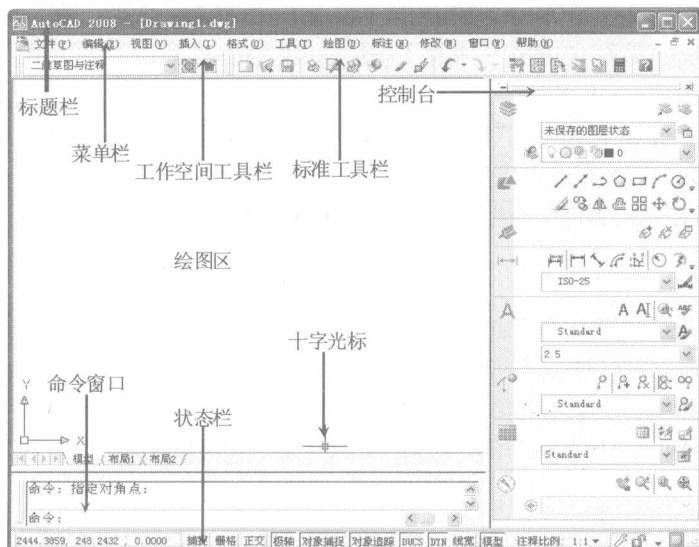 AutoCAD 2008 - [Drawing1.dwg]
文件(F) 编辑(E) 视图(V) 插入(I) 格式(O) 工具(T) 绘图(D) 标注(N) 修改(M) 窗口(W) 帮助(H)
二维草图与注释
标题栏
菜单栏
工作空间工具栏
标准工具栏
控制台
未保存的图层状态
0
绘图区
ISO-25
A AI ABC
Standard
2.5
十字光标
命令窗口
状态栏
Standard
Y
X
模型 布局1 布局2
Standard
命令: 指定对角点:
命令:
2444.3859, 248.2432 , 0.0000 捕捉 栅格 正交 极轴 对象捕捉 对象追踪 DUCS DYN 线宽 模型 注释比例: 1:1